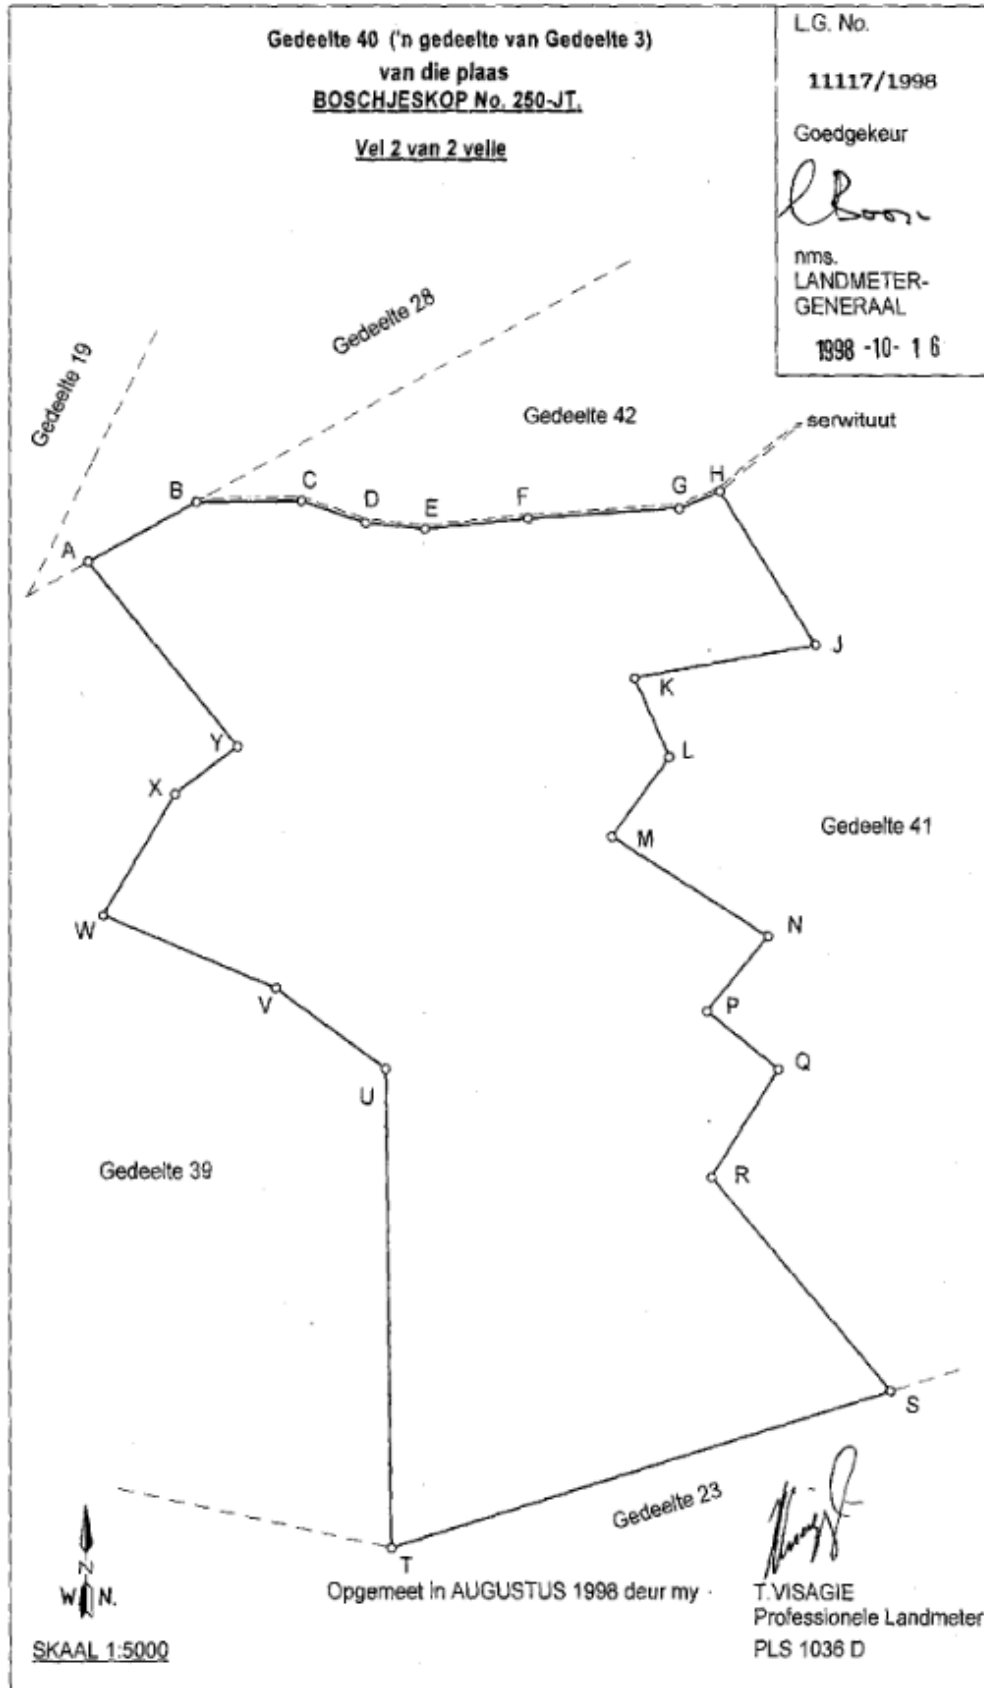 Gedeelte 40 ('n gedeelte van Gedeelte 3)
van die plaas
BOSCHJESKOP No. 250-JT.
Vel 2 van 2 velle
L.G. No.
11117/1998
Goedgekeur
nms.
LANDMETER-
GENERAAL
1998 -10- 1 6
Gedeelte 19
Gedeelte 28
Gedeelte 42
serwituut
A
B
C
D
E
F
G
H
J
K
L
M
N
P
Q
R
S
T
U
V
W
X
Y
Gedeelte 41
Gedeelte 39
Gedeelte 23
N
W N.
SKAAL 1:5000
Opgemeet in AUGUSTUS 1998 deur my
T.VISAGIE
Professionele Landmeter
PLS 1036 D